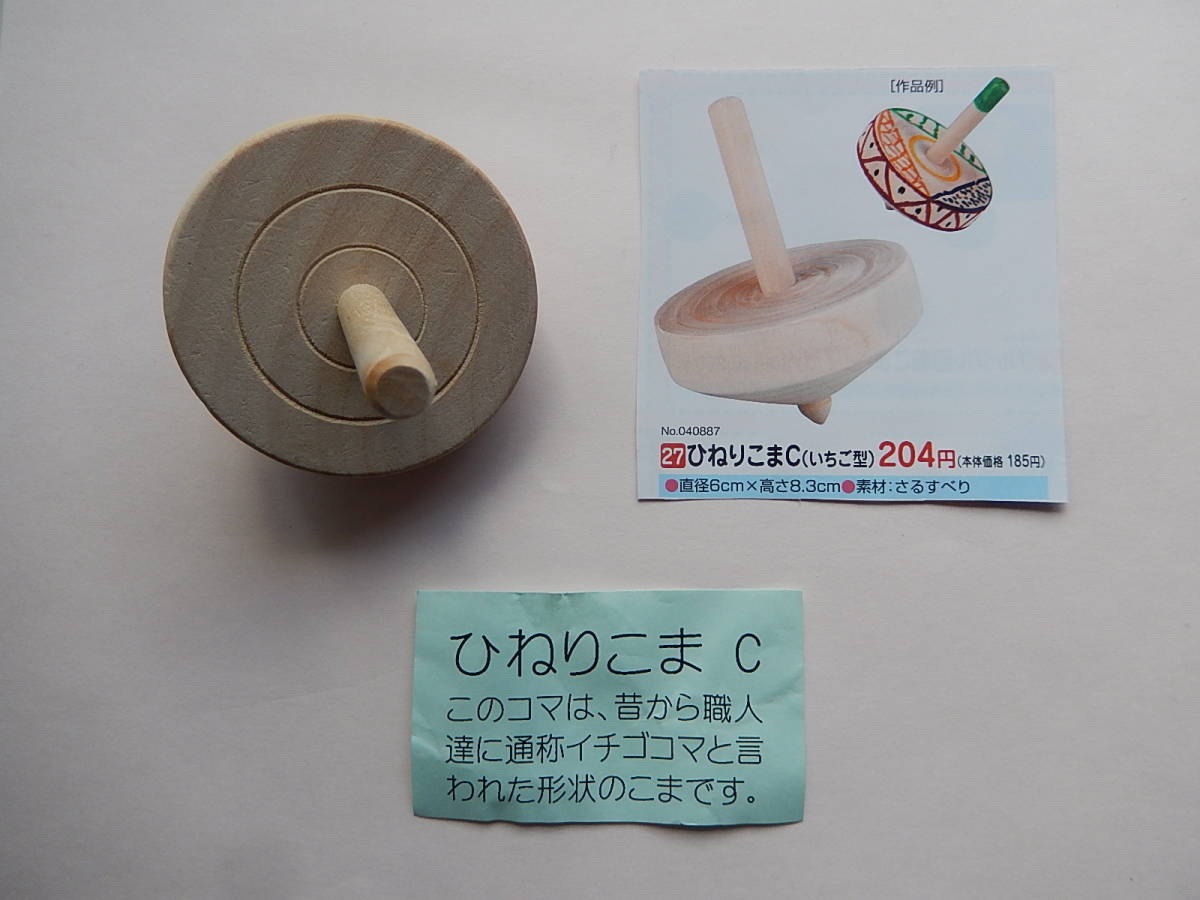 [作品例]
No.040887
27 ひねりこまC(いちご型) 204円(本体価格 185円)
●直径6cm×高さ8.3cm●素材:さるすべり
ひねりこま C
このコマは、昔から職人
達に通称イチゴコマと言
われた形状のこまです。